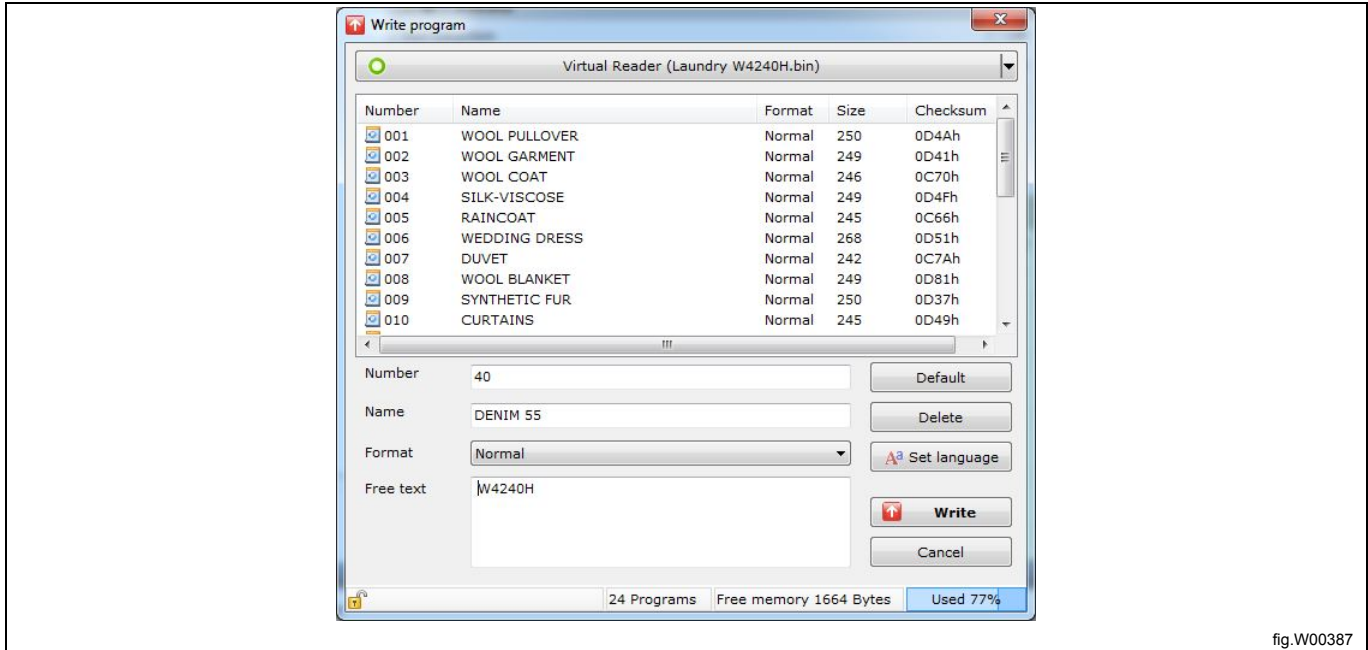 Write program
Virtual Reader (Laundry W4240H.bin)
Number Name Format Size Checksum
001 WOOL PULLOVER Normal 250 0D4Ah
002 WOOL GARMENT Normal 249 0D41h
003 WOOL COAT Normal 246 0C70h
004 SILK-VISCOSE Normal 249 0D4Fh
005 RAINCOAT Normal 245 0C66h
006 WEDDING DRESS Normal 268 0D51h
007 DUVET Normal 242 0C7Ah
008 WOOL BLANKET Normal 249 0D81h
009 SYNTHETIC FUR Normal 250 0D37h
010 CURTAINS Normal 245 0D49h
Number 40 Default
Name DENIM 55 Delete
Format Normal Aa Set language
Free text W4240H
Write
Cancel
24 Programs Free memory 1664 Bytes Used 77%
fig.W00387